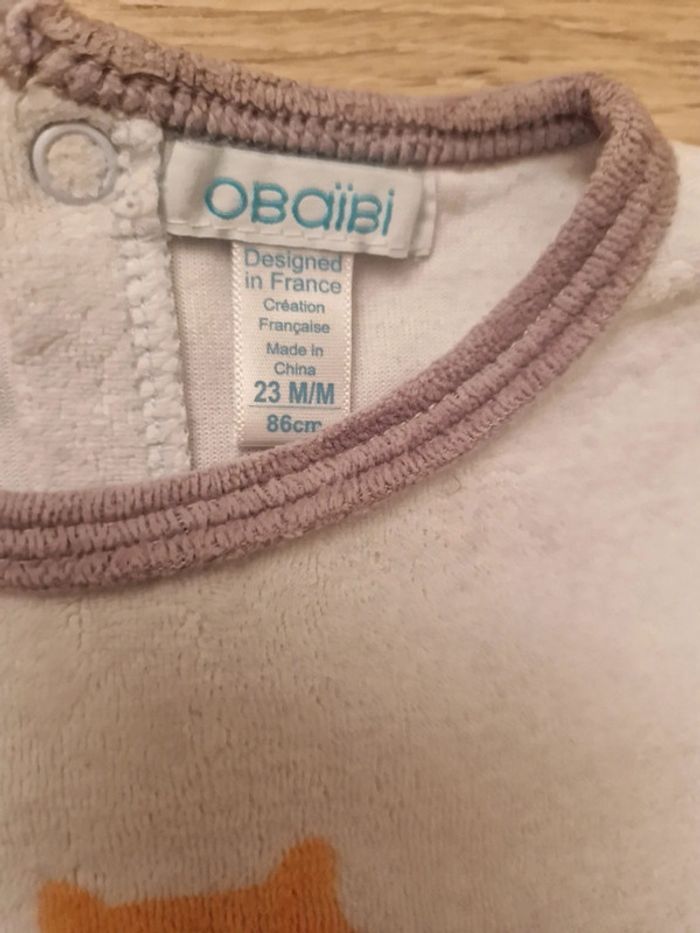 OBaïBi
Designed
in France
Création
Française
Made in
China
23 M/M
86cm